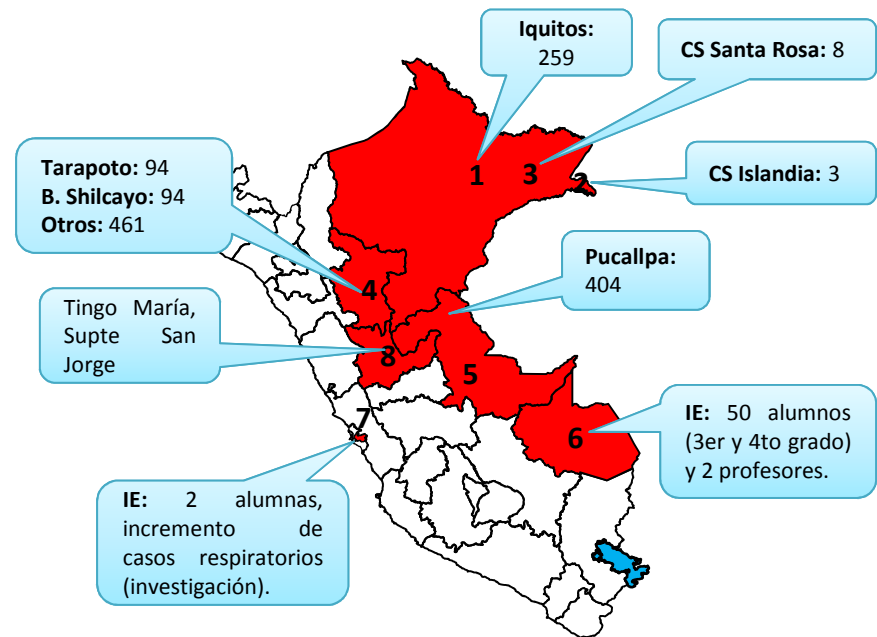 Iquitos:
259
CS Santa Rosa: 8
Tarapoto: 94
B. Shilcayo: 94
Otros: 461
1
3
2
CS Islandia: 3
Pucallpa:
404
4
Tingo María,
Supte San
Jorge
8
5
7
6
IE: 50 alumnos
(3er y 4to grado)
y 2 profesores.
IE: 2 alumnas,
incremento de
casos respiratorios
(investigación).